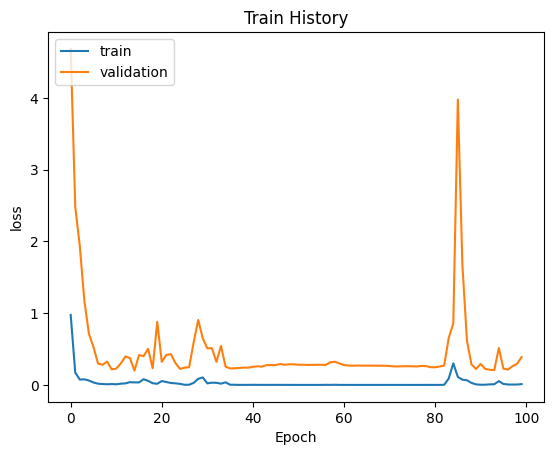 Train History
train
validation
4
3
2
1
0
loss
0 20 40 60 80 100
Epoch